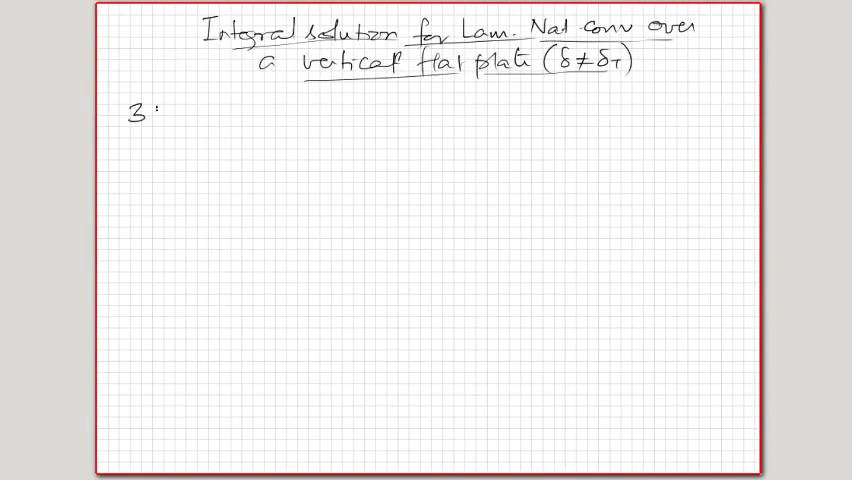 Integral solution for Lam. Nat conv over
a vertical flat plate (δ≠δT)
3